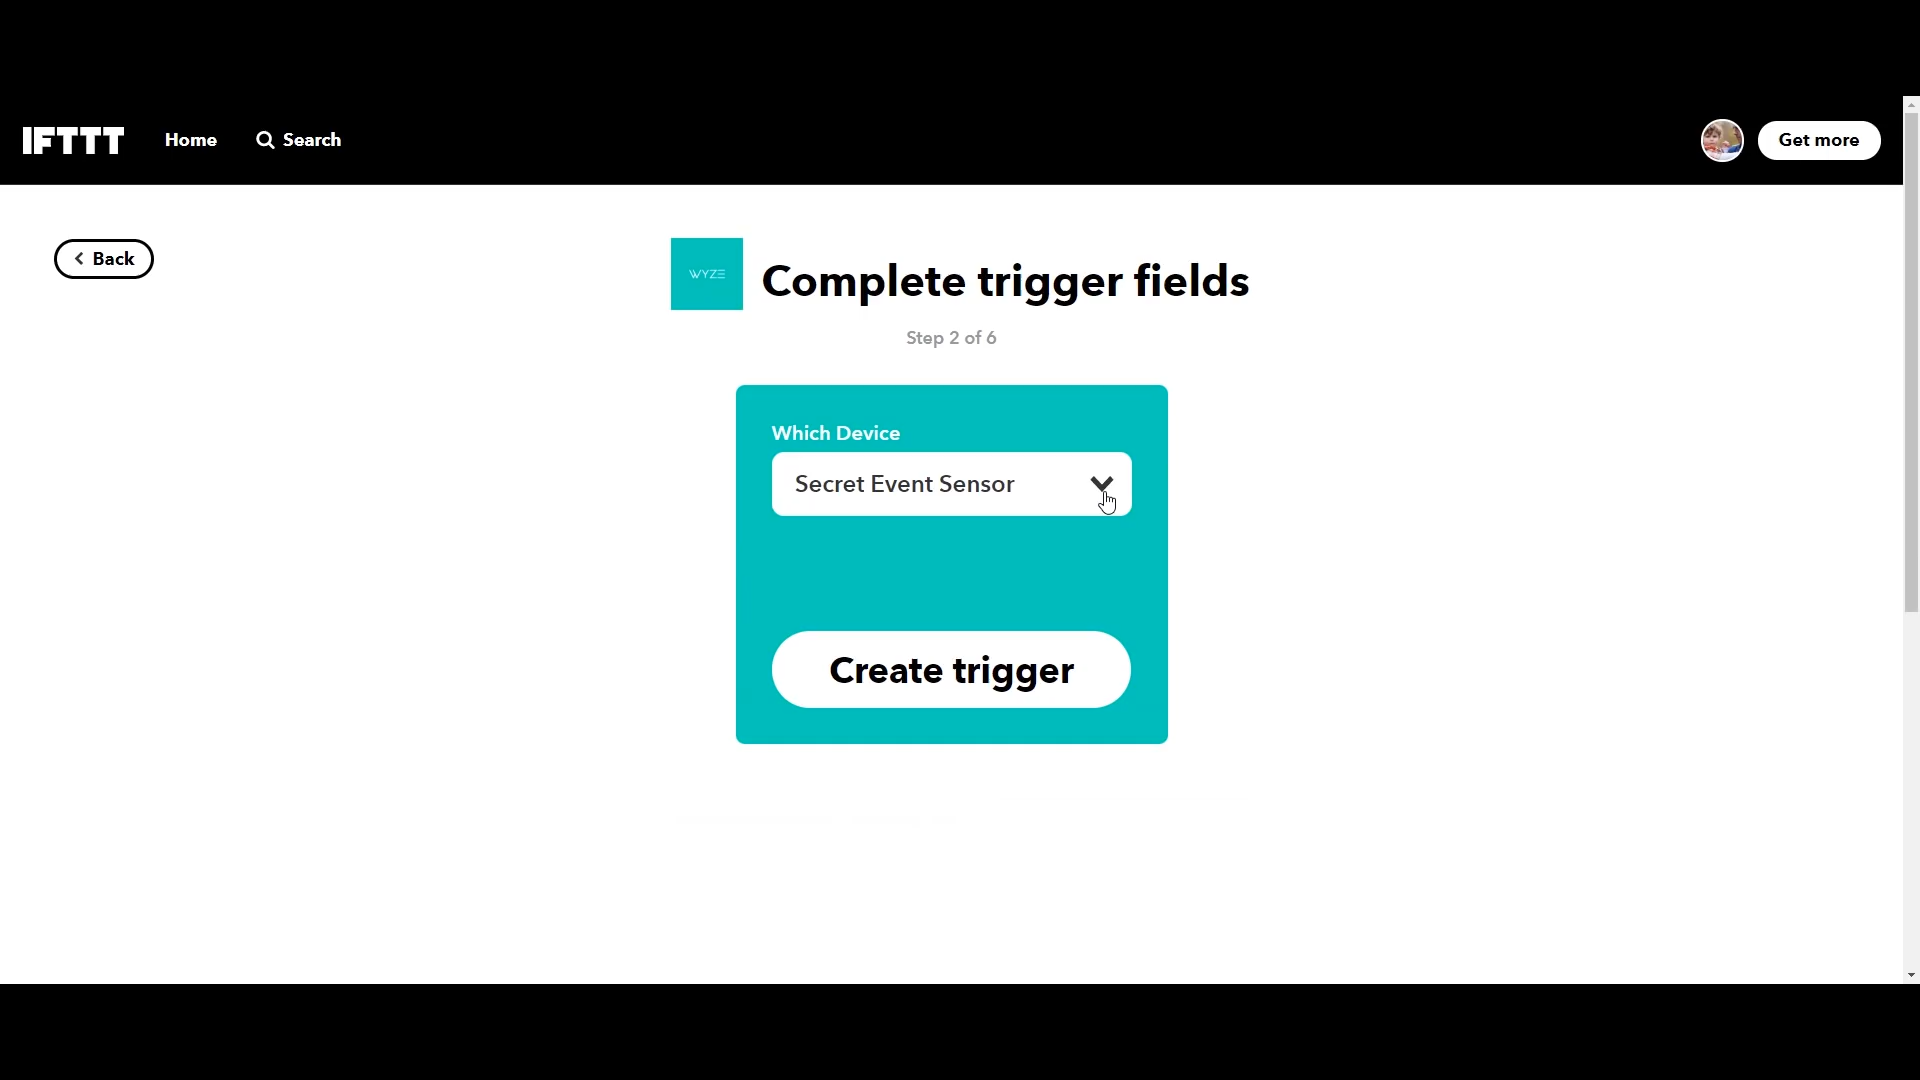 IFTTT
Home
Search
Get more
Back
WYZE
Complete trigger fields
Step 2 of 6
Which Device
Secret Event Sensor
Create trigger